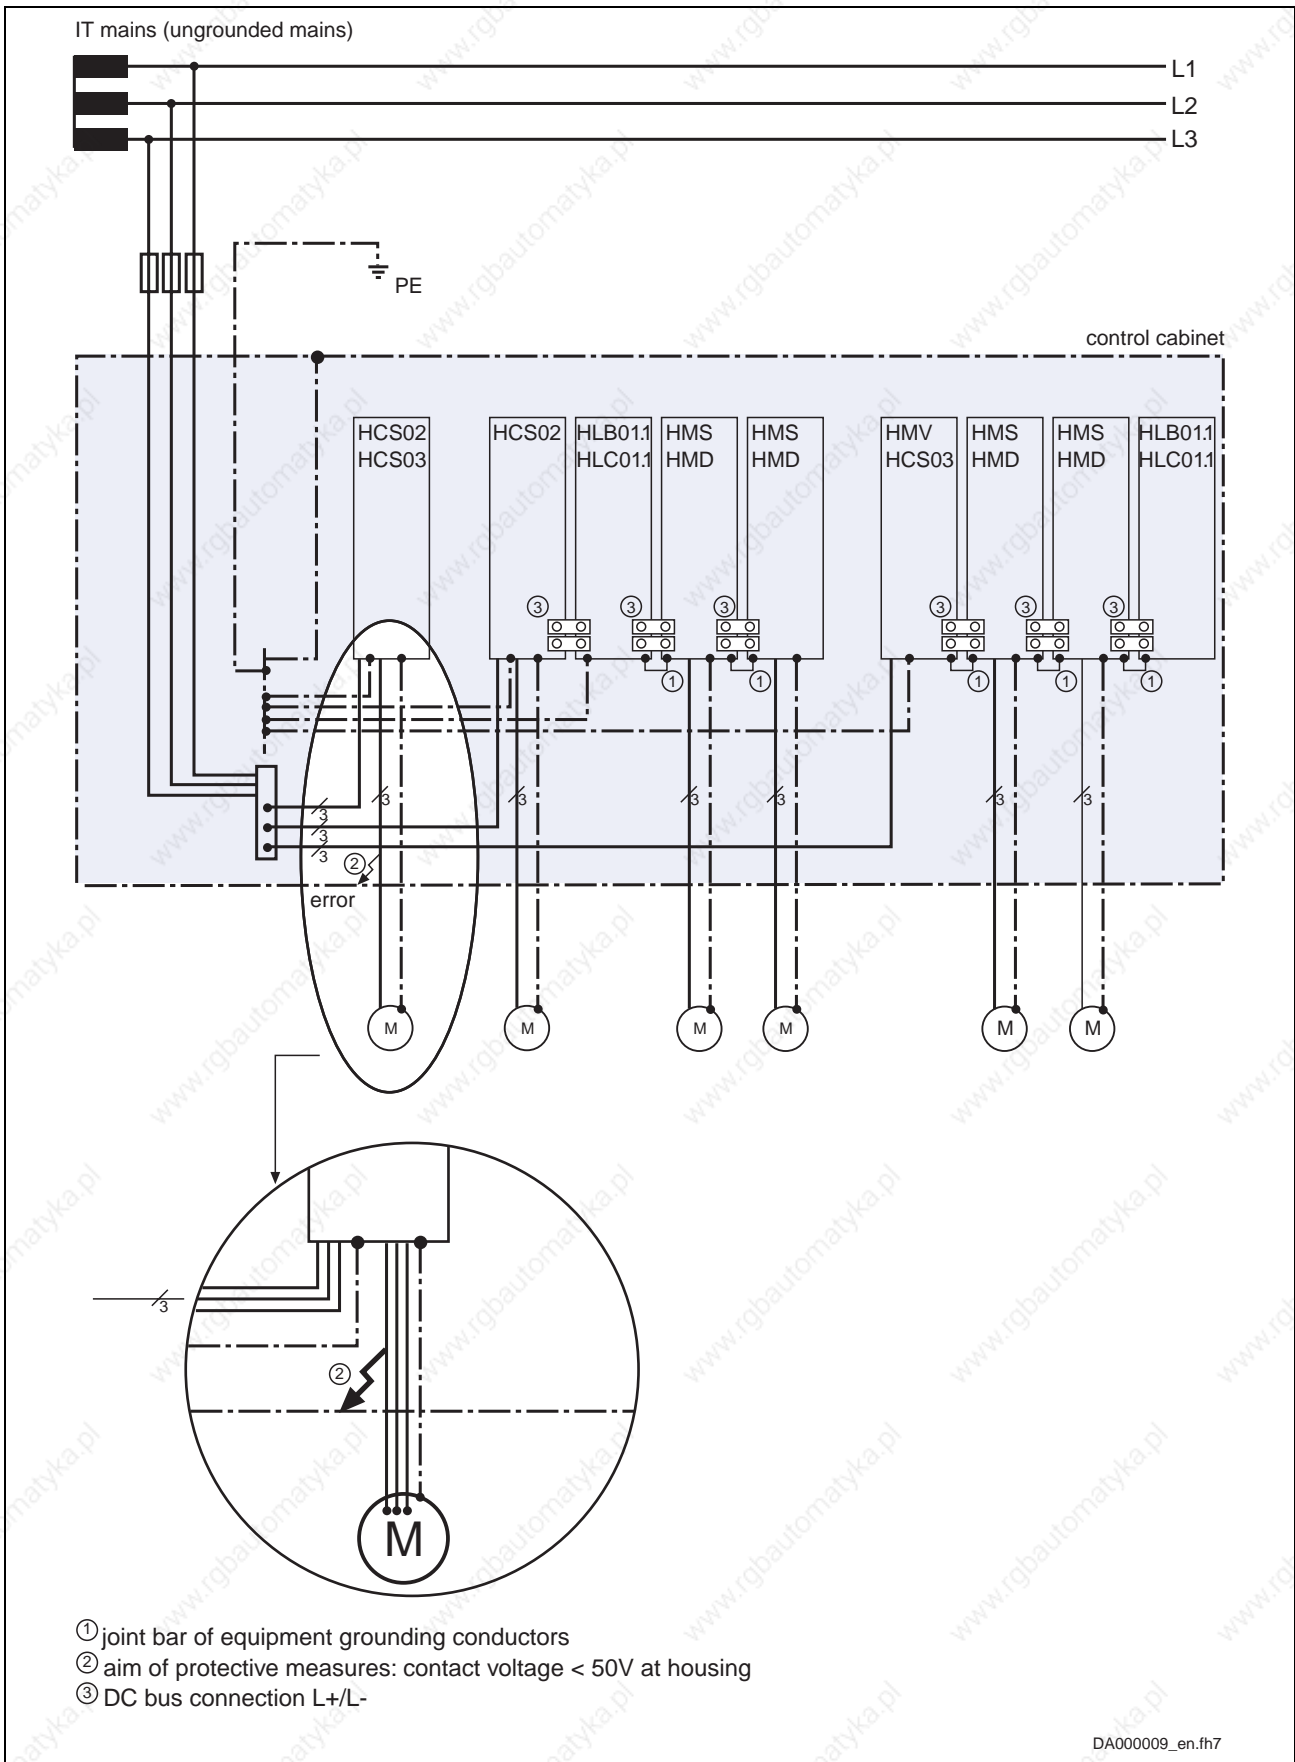 IT mains (ungrounded mains)
L1
L2
L3
PE
control cabinet
HCS02
HCS03
HCS02
HLB01.1
HLC01.1
HMS
HMD
HMS
HMD
HMV
HCS03
HMS
HMD
HMS
HMD
HLB01.1
HLC01.1
3
3
3
3
3
3
1
1
1
1
1
3
3
3
3
3
3
3
3
3
2
error
M
M
M
M
M
M
3
2
M
1 joint bar of equipment grounding conductors
2 aim of protective measures: contact voltage < 50V at housing
3 DC bus connection L+/L-
DA000009_en.fh7
www.rgbautomatyka.pl